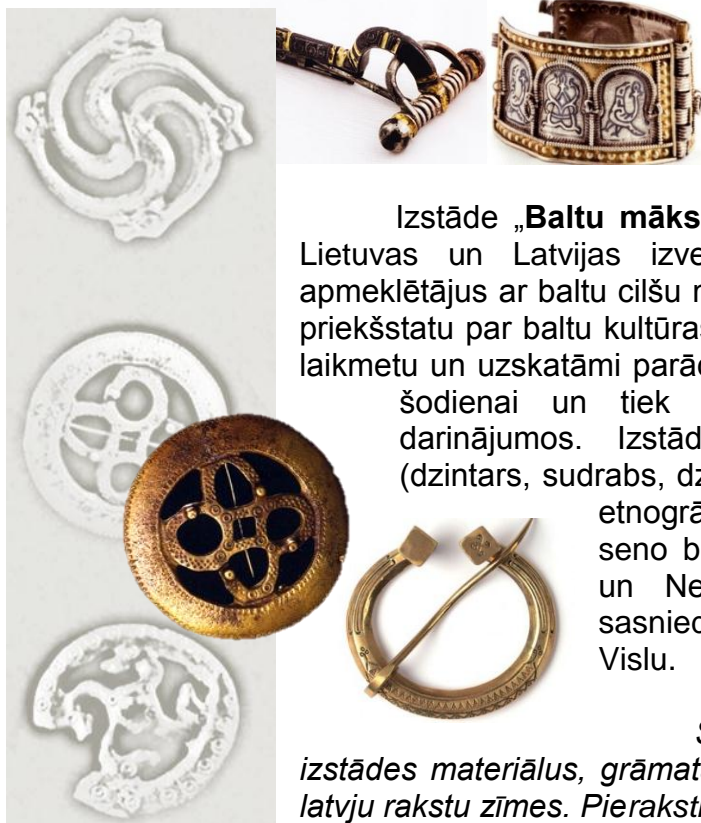 Izstāde „Baltu māks
Lietuvas un Latvijas izve
apmeklētājus ar baltu cilšu
priekšstatu par baltu kultūras
laikmetu un uzskatāmi parā
šodienai un tiek
darinājumos. Izstād
(dzintars, sudrabs, dz
etnogrā
seno b
un Ne
sasnied
Vislu.
S
izstādes materiālus, grāmat
latvju rakstu zīmes. Pierakst